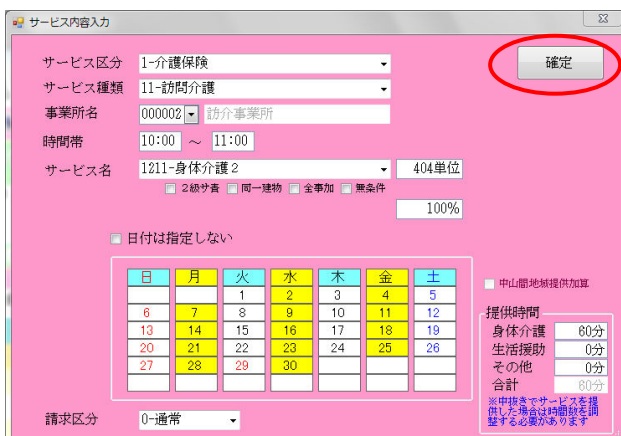 サービス内容入力
サービス区分 1-介護保険 確定
サービス種類 11-訪問介護
事業所名 000002 訪介事業所
時間帯 10:00 ～ 11:00
サービス名 1211-身体介護2 404単位
2級サ責 同一建物 全事加 無条件
100%
日付は指定しない
日 月 火 水 木 金 土
1 2 3 4 5
6 7 8 9 10 11 12
13 14 15 16 17 18 19
20 21 22 23 24 25 26
27 28 29 30
中山間地域提供加算
提供時間
身体介護 60分
生活援助 0分
その他 0分
合計 60分
※中抜きでサービスを提
供した場合は時間数を調
整する必要があります
請求区分 0-通常